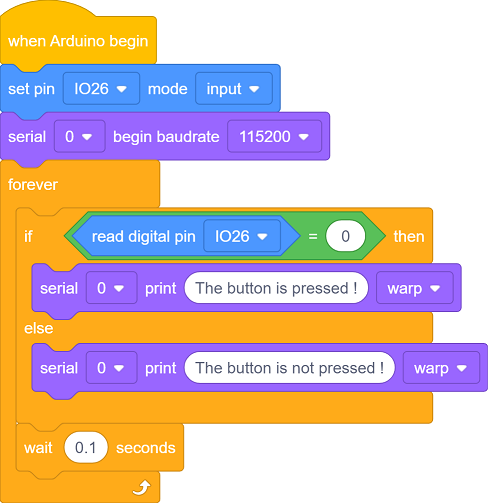 when Arduino begin
set pin IO26 mode input
serial 0 begin baudrate 115200
forever
if read digital pin IO26 = 0 then
serial 0 print The button is pressed ! warp
else
serial 0 print The button is not pressed ! warp
wait 0.1 seconds